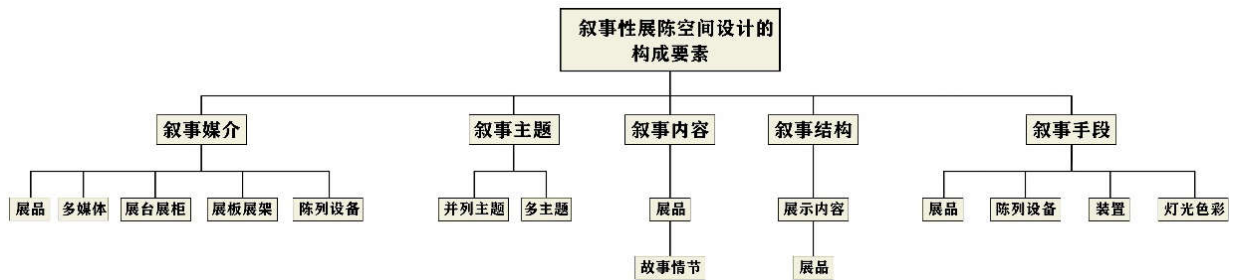 叙事性展陈空间设计的
构成要素
叙事媒介
叙事主题
叙事内容
叙事结构
叙事手段
展品
多媒体
展台展柜
展板展架
陈列设备
并列主题
多主题
展品
展示内容
展品
陈列设备
装置
灯光色彩
故事情节
展品